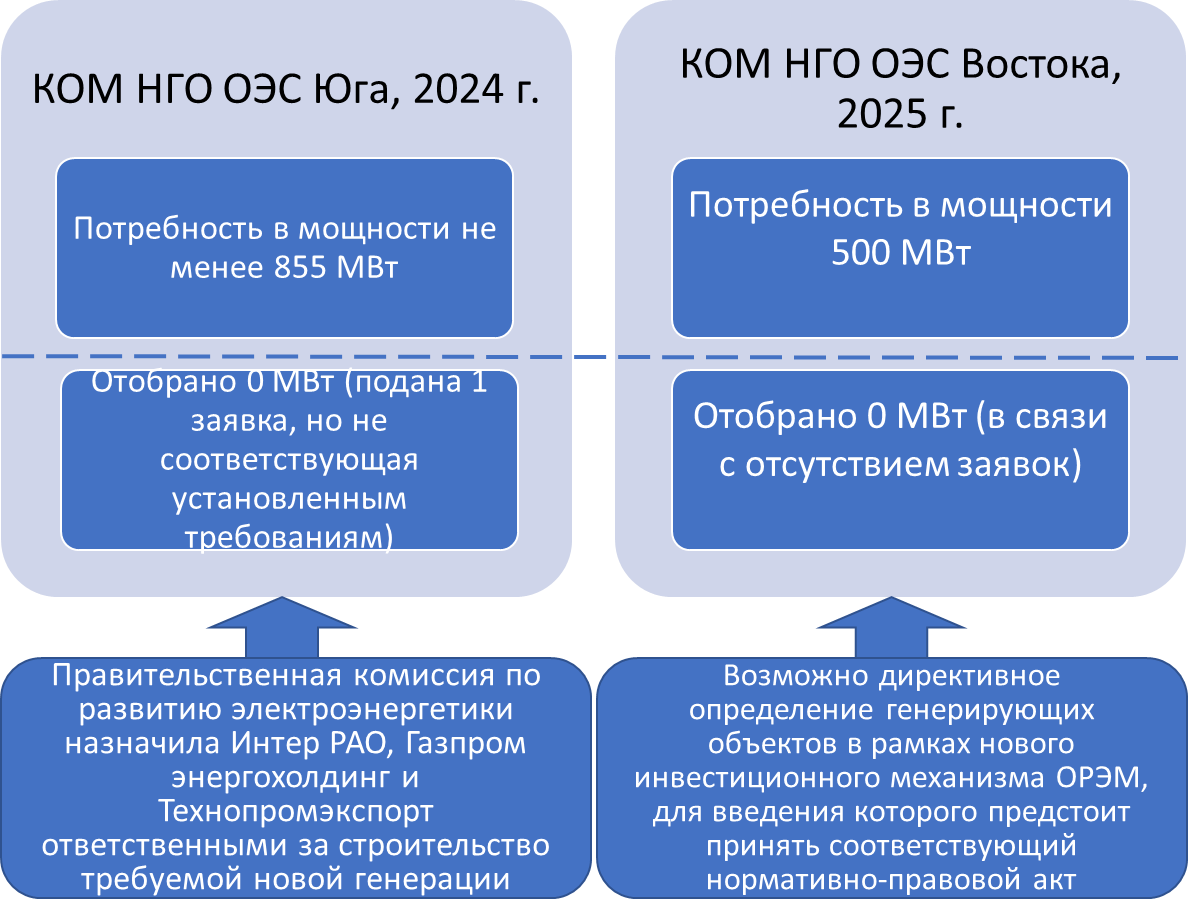 КОМ НГО ОЭС Юга, 2024 г.
Потребность в мощности не
менее 855 МВт
Отобрано 0 МВт (подана 1
заявка, но не
соответствующая
установленным
требованиям)
Правительственная комиссия по
развитию электроэнергетики
назначила Интер РАО, Газпром
энергохолдинг и
Технопромэкспорт
ответственными за строительство
требуемой новой генерации
КОМ НГО ОЭС Востока,
2025 г.
Потребность в мощности
500 МВт
Отобрано 0 МВт (в связи
с отсутствием заявок)
Возможно директивное
определение генерирующих
объектов в рамках нового
инвестиционного механизма ОРЭМ,
для введения которого предстоит
принять соответствующий
нормативно-правовой акт